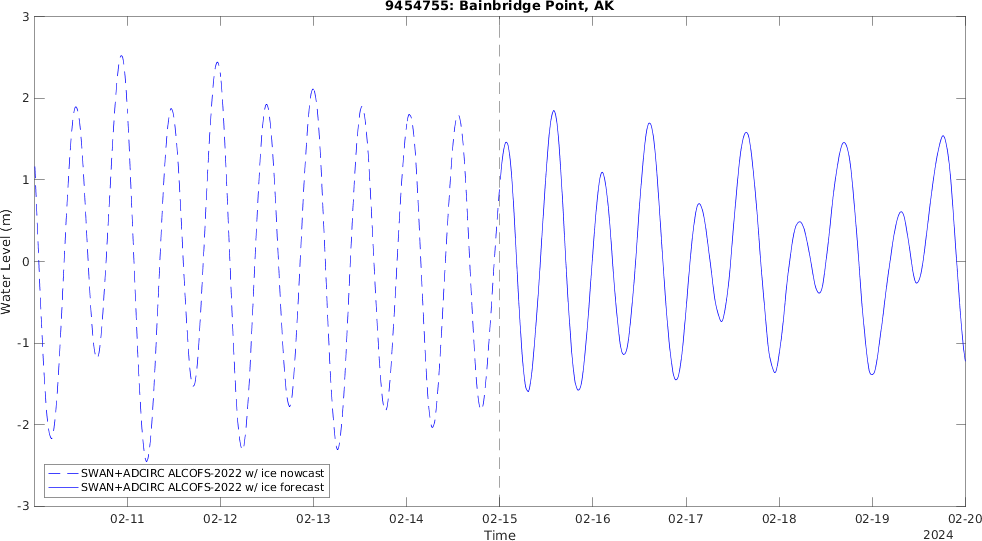 9454755: Bainbridge Point, AK
3
2
1
0
-1
-2
-3
Water Level (m)
SWAN+ADCIRC ALCOFS-2022 w/ ice nowcast
SWAN+ADCIRC ALCOFS-2022 w/ ice forecast
02-11 02-12 02-13 02-14 02-15 02-16 02-17 02-18 02-19 02-20
Time
2024